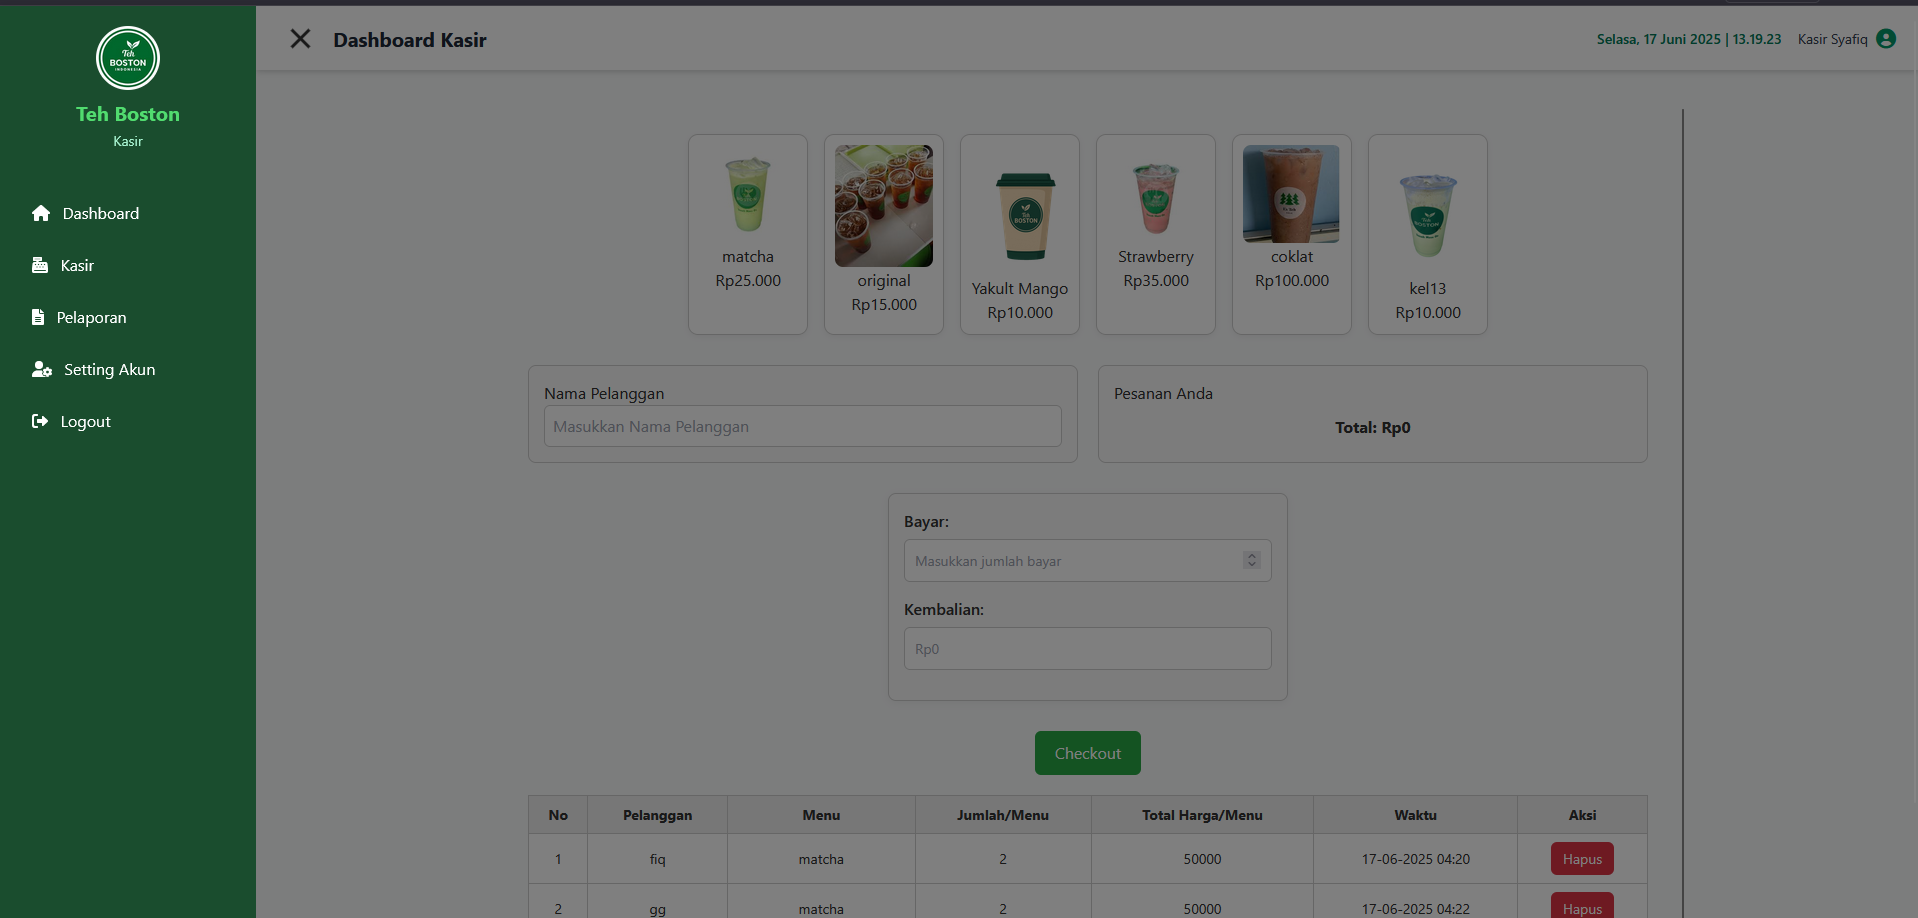 Teh
BOSTON
INDONESIA
Teh Boston
Kasir
Dashboard
Kasir
Pelaporan
Setting Akun
Logout
Dashboard Kasir
Selasa, 17 Juni 2025 | 13.19.23
Kasir Syafiq
matcha
Rp25.000
original
Rp15.000
Teh
BOSTON
Yakult Mango
Rp10.000
Strawberry
Rp35.000
coklat
Rp100.000
BOSTON
kel13
Rp10.000
Nama Pelanggan
Masukkan Nama Pelanggan
Pesanan Anda
Total: Rp0
Bayar:
Masukkan jumlah bayar
Kembalian:
Rp0
Checkout
No Pelanggan Menu Jumlah/Menu Total Harga/Menu Waktu Aksi
1 fiq matcha 2 50000 17-06-2025 04:20 Hapus
2 gg matcha 2 50000 17-06-2025 04:22 Hapus